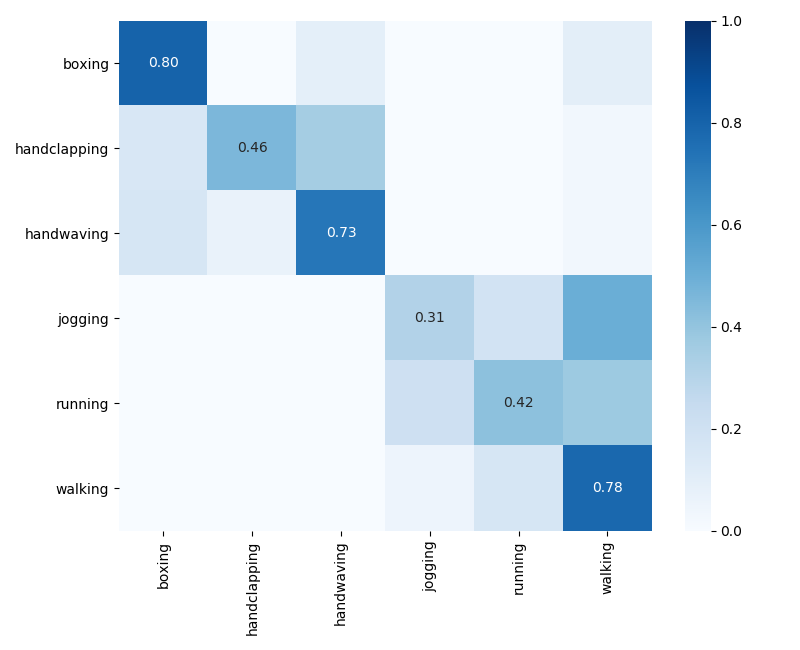 boxing
handclapping
handwaving
jogging
running
walking
0.80
0.46
0.73
0.31
0.42
0.78
boxing
handclapping
handwaving
jogging
running
walking
1.0
0.8
0.6
0.4
0.2
0.0